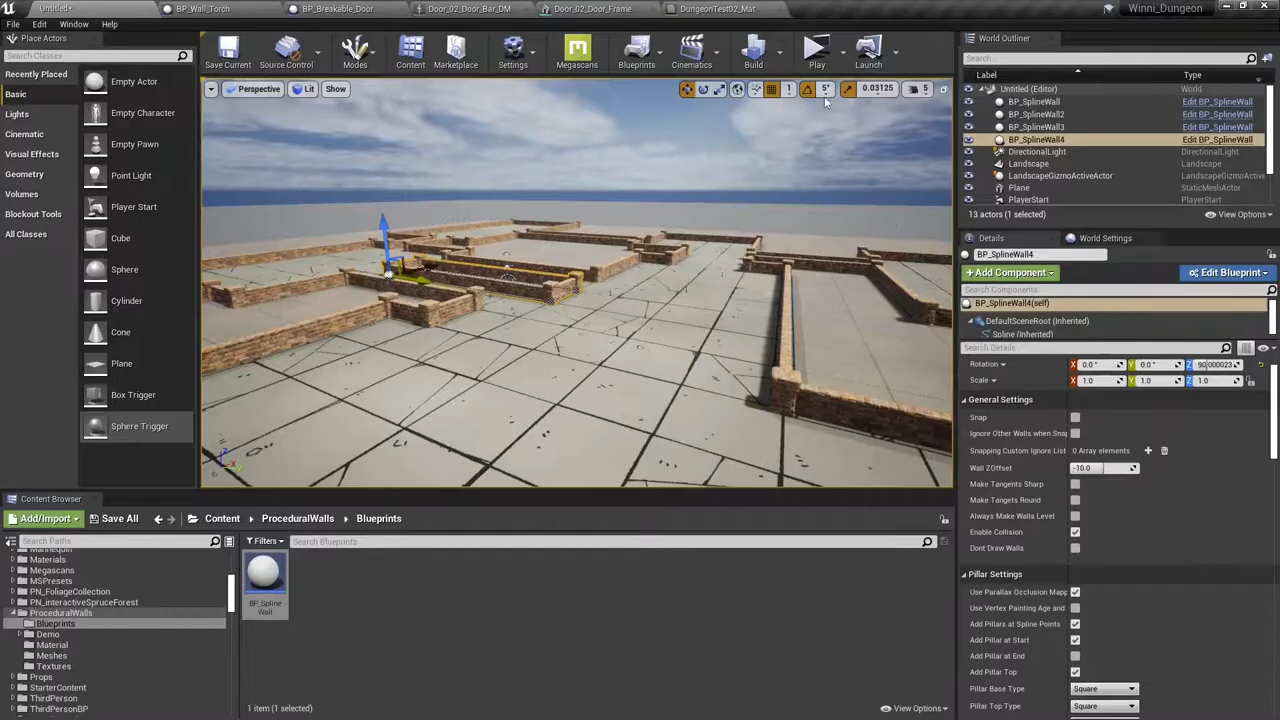 Untitled*
BP_Wall_Torch
BP_Breakable_Door
Door_02_Door_Bar_DM
Door_02_Door_Frame
DungeonTest02_Mat
Winni_Dungeon
File Edit Window Help
Place Actors
Search Classes
Recently Placed
Basic
Lights
Cinematic
Visual Effects
Geometry
Volumes
Blockout Tools
All Classes
Empty Actor
Empty Character
Empty Pawn
Point Light
Player Start
Cube
Sphere
Cylinder
Cone
Plane
Box Trigger
Sphere Trigger
Save Current
Source Control
Modes
Content
Marketplace
Settings
Megascans
Blueprints
Cinematics
Build
Play
Launch
Perspective Lit Show
1 5° 0.03125 5
World Outliner
Search...
Label Type
Untitled (Editor) World
BP_SplineWall Edit BP_SplineWall
BP_SplineWall2 Edit BP_SplineWall
BP_SplineWall3 Edit BP_SplineWall
BP_SplineWall4 Edit BP_SplineWall
DirectionalLight DirectionalLight
Landscape Landscape
LandscapeGizmoActiveActor LandscapeGizmoActive
Plane StaticMeshActor
PlayerStart PlayerStart
13 actors (1 selected) View Options
Details World Settings
BP_SplineWall4
+ Add Component Edit Blueprint
Search Components
BP_SplineWall4(self)
DefaultSceneRoot (Inherited)
Spline (Inherited)
Search Details
Rotation X 0.0 ° Y 0.0 ° Z 90.000023
Scale X 1.0 Y 1.0 Z 1.0
General Settings
Snap
Ignore Other Walls when Snap
Snapping Custom Ignore List 0 Array elements
Wall ZOffset -10.0
Make Tangents Sharp
Make Tangets Round
Always Make Walls Level
Enable Collision
Dont Draw Walls
Pillar Settings
Use Parallax Occlusion Mapp
Use Vertex Painting Age and
Add Pillars at Spline Points
Add Pillar at Start
Add Pillar at End
Add Pillar Top
Pillar Base Type Square
Pillar Top Type Square
Content Browser
Add/Import Save All Content ProceduralWalls Blueprints
Search Paths
Filters Search Blueprints
Mannequin
Materials
Megascans
MSPresets
PN_FoliageCollection
PN_interactiveSpruceForest
ProceduralWalls
Blueprints
Demo
Material
Meshes
Textures
Props
StarterContent
ThirdPerson
ThirdPersonBP
BP_Spline
Wall
1 item (1 selected) View Options